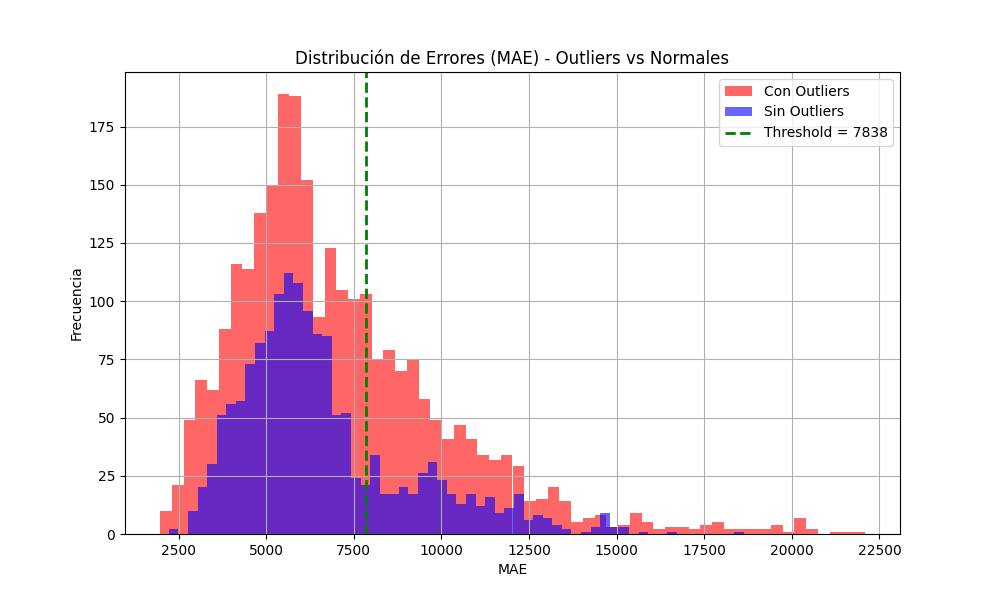 Distribución de Errores (MAE) - Outliers vs Normales
Con Outliers
Sin Outliers
Threshold = 7838
Frecuencia
175
150
125
100
75
50
25
0
2500 5000 7500 10000 12500 15000 17500 20000 22500
MAE